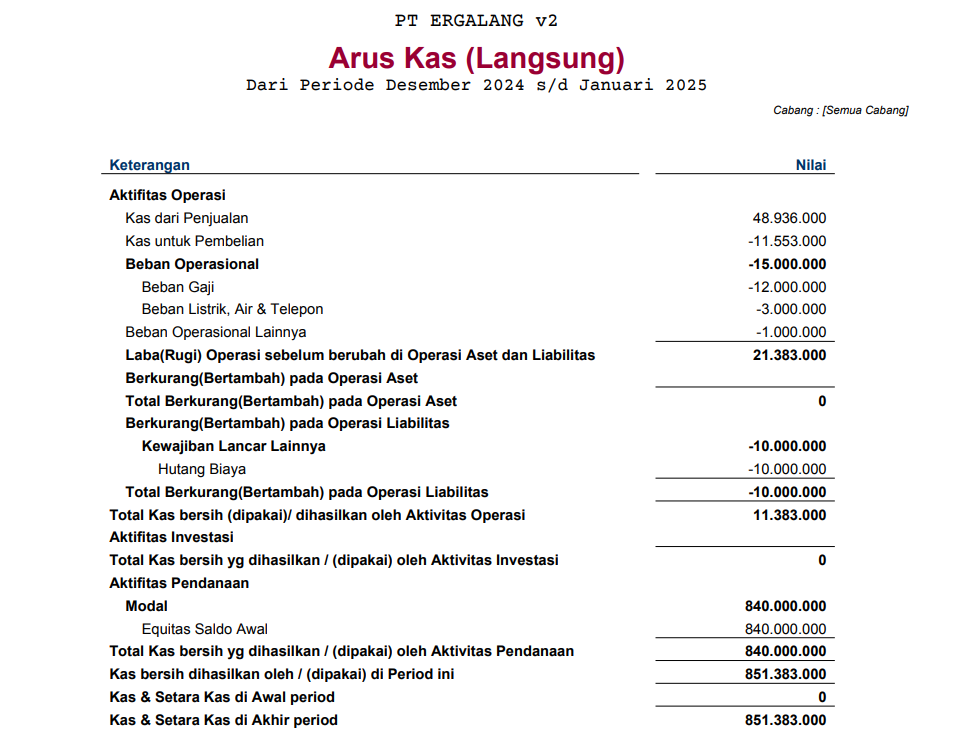 PT ERGALANG v2
Arus Kas (Langsung)
Dari Periode Desember 2024 s/d Januari 2025
Cabang : [Semua Cabang]
Keterangan Nilai
Aktifitas Operasi
Kas dari Penjualan 48.936.000
Kas untuk Pembelian -11.553.000
Beban Operasional -15.000.000
Beban Gaji -12.000.000
Beban Listrik, Air & Telepon -3.000.000
Beban Operasional Lainnya -1.000.000
Laba(Rugi) Operasi sebelum berubah di Operasi Aset dan Liabilitas 21.383.000
Berkurang(Bertambah) pada Operasi Aset
Total Berkurang(Bertambah) pada Operasi Aset 0
Berkurang(Bertambah) pada Operasi Liabilitas
Kewajiban Lancar Lainnya -10.000.000
Hutang Biaya -10.000.000
Total Berkurang(Bertambah) pada Operasi Liabilitas -10.000.000
Total Kas bersih (dipakai)/ dihasilkan oleh Aktivitas Operasi 11.383.000
Aktifitas Investasi
Total Kas bersih yg dihasilkan / (dipakai) oleh Aktivitas Investasi 0
Aktifitas Pendanaan
Modal 840.000.000
Equitas Saldo Awal 840.000.000
Total Kas bersih yg dihasilkan / (dipakai) oleh Aktivitas Pendanaan 840.000.000
Kas bersih dihasilkan oleh / (dipakai) di Period ini 851.383.000
Kas & Setara Kas di Awal period 0
Kas & Setara Kas di Akhir period 851.383.000